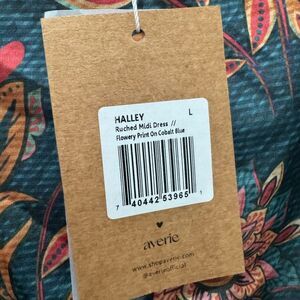 HALLEY L
Ruched Midi Dress //
Flowery Print On Cobalt Blue
7 40442 53965 1
averie
www.shopaverie.com
@averieofficial